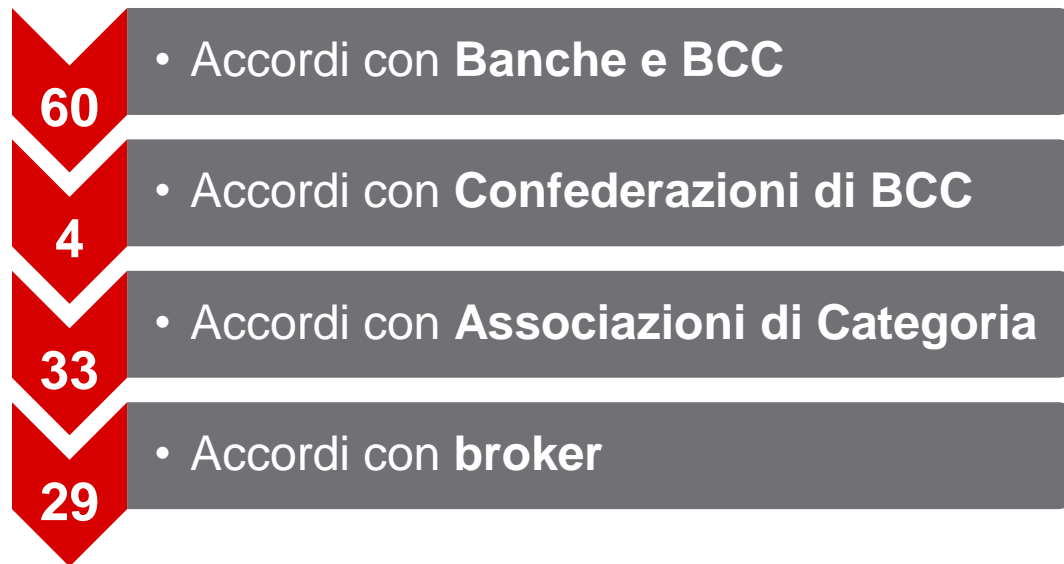 • Accordi con Banche e BCC
60
• Accordi con Confederazioni di BCC
4
• Accordi con Associazioni di Categoria
33
• Accordi con broker
29